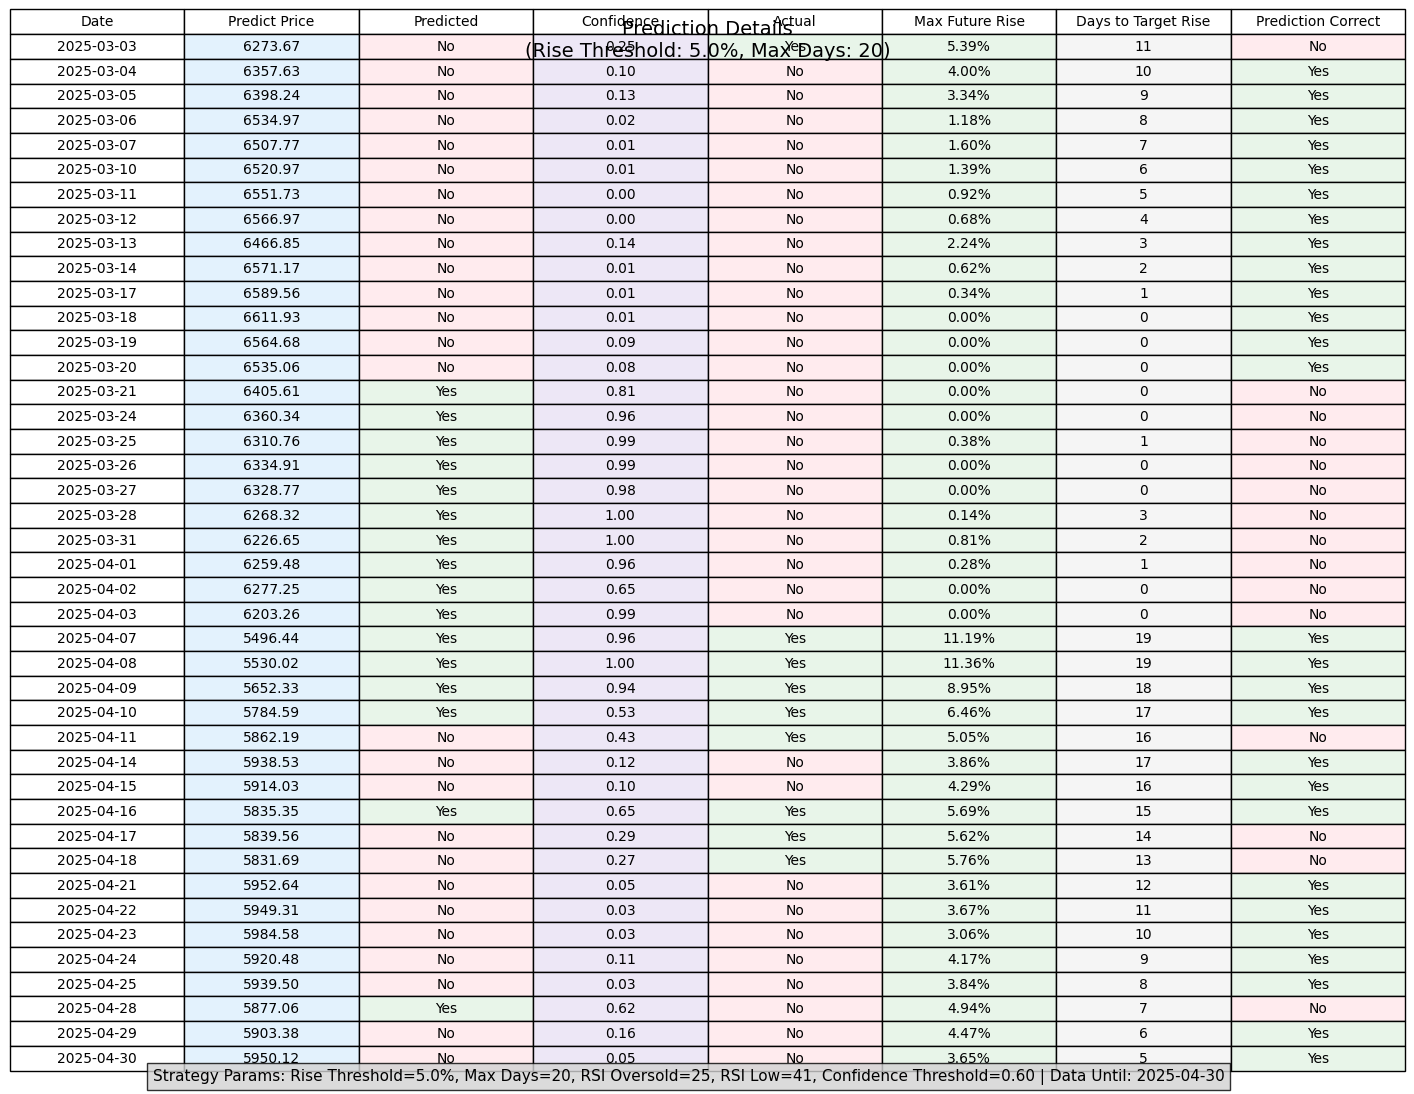 Prediction Details
(Rise Threshold: 5.0%, Max Days: 20)
Date Predict Price Predicted Confidence Actual Max Future Rise Days to Target Rise Prediction Correct
2025-03-03 6273.67 No 0.25 Yes 5.39% 11 No
2025-03-04 6357.63 No 0.10 No 4.00% 10 Yes
2025-03-05 6398.24 No 0.13 No 3.34% 9 Yes
2025-03-06 6534.97 No 0.02 No 1.18% 8 Yes
2025-03-07 6507.77 No 0.01 No 1.60% 7 Yes
2025-03-10 6520.97 No 0.01 No 1.39% 6 Yes
2025-03-11 6551.73 No 0.00 No 0.92% 5 Yes
2025-03-12 6566.97 No 0.00 No 0.68% 4 Yes
2025-03-13 6466.85 No 0.14 No 2.24% 3 Yes
2025-03-14 6571.17 No 0.01 No 0.62% 2 Yes
2025-03-17 6589.56 No 0.01 No 0.34% 1 Yes
2025-03-18 6611.93 No 0.01 No 0.00% 0 Yes
2025-03-19 6564.68 No 0.09 No 0.00% 0 Yes
2025-03-20 6535.06 No 0.08 No 0.00% 0 Yes
2025-03-21 6405.61 Yes 0.81 No 0.00% 0 No
2025-03-24 6360.34 Yes 0.96 No 0.00% 0 No
2025-03-25 6310.76 Yes 0.99 No 0.38% 1 No
2025-03-26 6334.91 Yes 0.99 No 0.00% 0 No
2025-03-27 6328.77 Yes 0.98 No 0.00% 0 No
2025-03-28 6268.32 Yes 1.00 No 0.14% 3 No
2025-03-31 6226.65 Yes 1.00 No 0.81% 2 No
2025-04-01 6259.48 Yes 0.96 No 0.28% 1 No
2025-04-02 6277.25 Yes 0.65 No 0.00% 0 No
2025-04-03 6203.26 Yes 0.99 No 0.00% 0 No
2025-04-07 5496.44 Yes 0.96 Yes 11.19% 19 Yes
2025-04-08 5530.02 Yes 1.00 Yes 11.36% 19 Yes
2025-04-09 5652.33 Yes 0.94 Yes 8.95% 18 Yes
2025-04-10 5784.59 Yes 0.53 Yes 6.46% 17 Yes
2025-04-11 5862.19 No 0.43 Yes 5.05% 16 No
2025-04-14 5938.53 No 0.12 No 3.86% 17 Yes
2025-04-15 5914.03 No 0.10 No 4.29% 16 Yes
2025-04-16 5835.35 Yes 0.65 Yes 5.69% 15 Yes
2025-04-17 5839.56 No 0.29 Yes 5.62% 14 No
2025-04-18 5831.69 No 0.27 Yes 5.76% 13 No
2025-04-21 5952.64 No 0.05 No 3.61% 12 Yes
2025-04-22 5949.31 No 0.03 No 3.67% 11 Yes
2025-04-23 5984.58 No 0.03 No 3.06% 10 Yes
2025-04-24 5920.48 No 0.11 No 4.17% 9 Yes
2025-04-25 5939.50 No 0.03 No 3.84% 8 Yes
2025-04-28 5877.06 Yes 0.62 No 4.94% 7 No
2025-04-29 5903.38 No 0.16 No 4.47% 6 Yes
2025-04-30 5950.12 No 0.05 No 3.65% 5 Yes
Strategy Params: Rise Threshold=5.0%, Max Days=20, RSI Oversold=25, RSI Low=41, Confidence Threshold=0.60 | Data Until: 2025-04-30